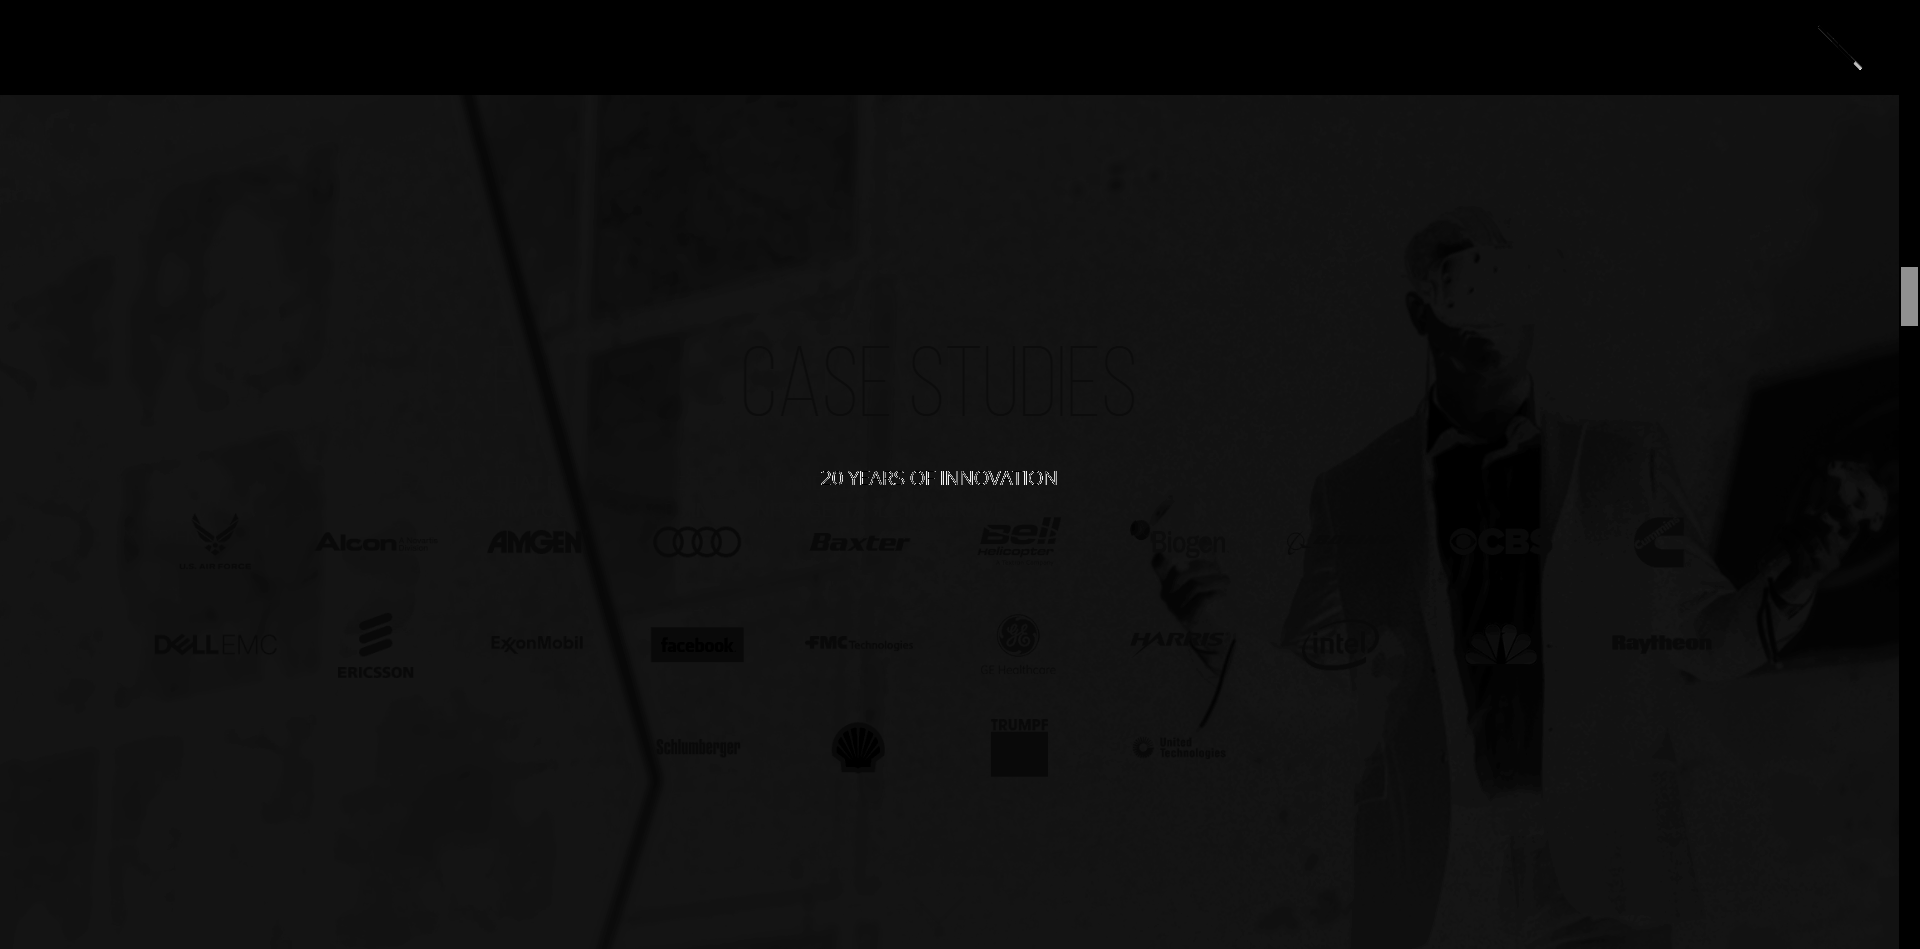 CASE STUDIES
20 YEARS OF INNOVATION
U.S. AIR FORCE
Alcon
AMGEN
Baxter
Bell
Helicopter
Biogen
CBS
Cummins
DELLEMC
ERICSSON
ExxonMobil
facebook
FMC Technologies
GE Healthcare
HARRIS
intel
Raytheon
Schlumberger
TRUMPF
United
Technologies